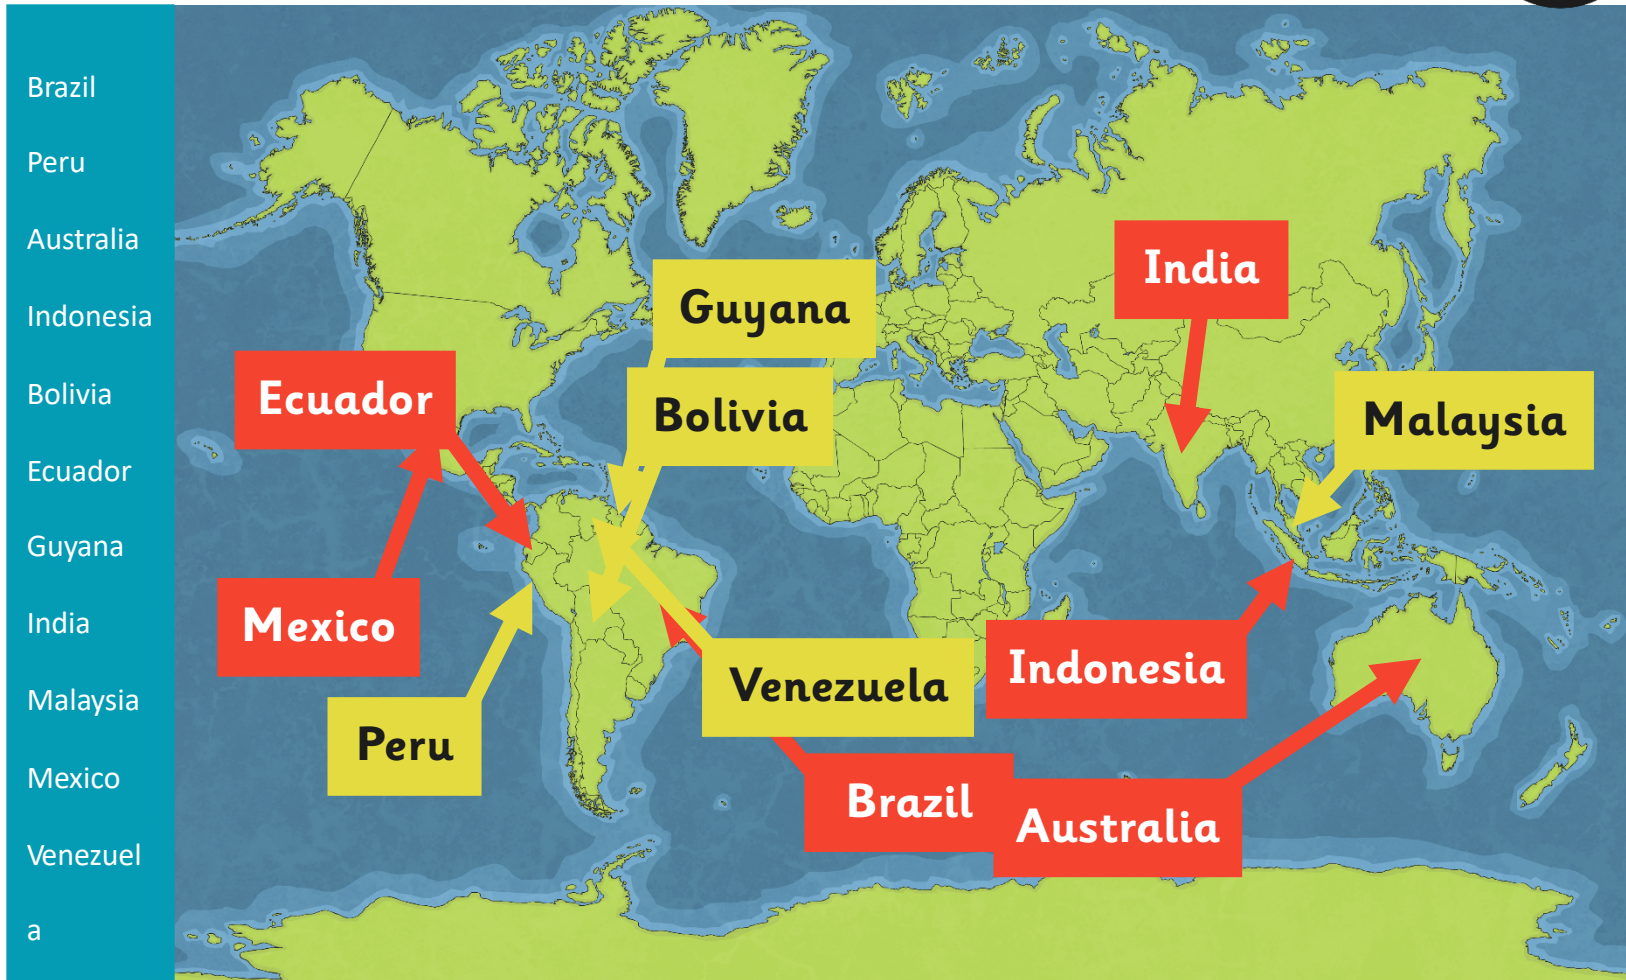 Brazil
Peru
Australia
Indonesia
Bolivia
Ecuador
Guyana
India
Malaysia
Mexico
Venezuel
a
India
Guyana
Ecuador
Bolivia
Malaysia
Mexico
Indonesia
Venezuela
Peru
Brazil
Australia